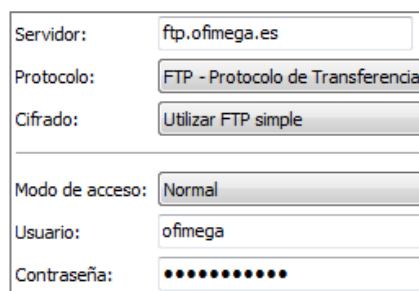 Servidor: ftp.ofimega.es
Protocolo: FTP - Protocolo de Transferencia
Cifrado: Utilizar FTP simple
Modo de acceso: Normal
Usuario: ofimega
Contraseña: ●●●●●●●●●●●